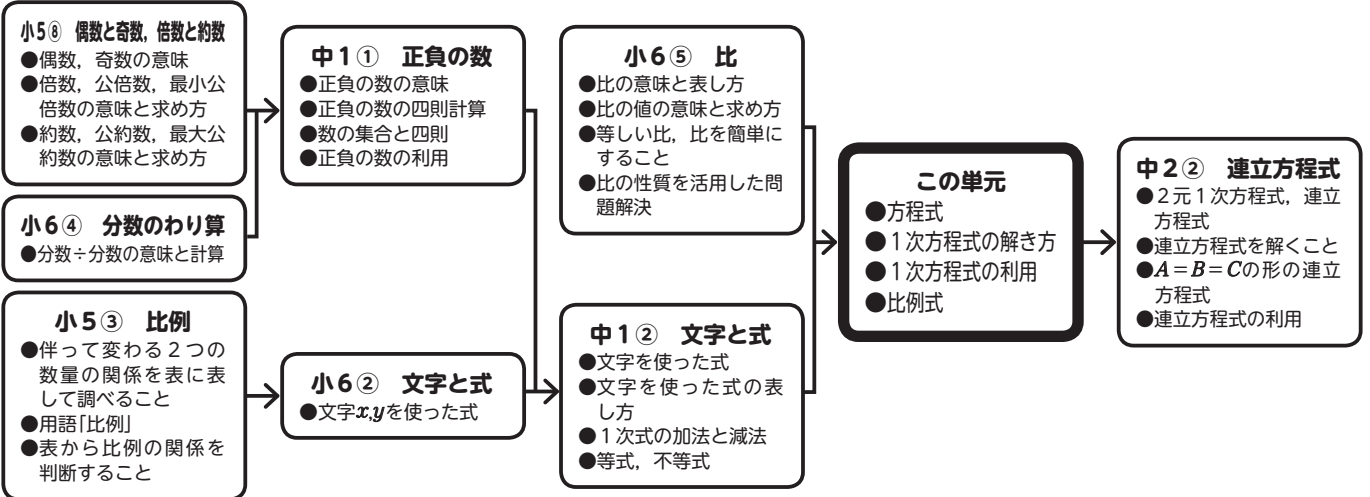 小5⑧ 偶数と奇数，倍数と約数
●偶数，奇数の意味
●倍数，公倍数，最小公
倍数の意味と求め方
●約数，公約数，最大公
約数の意味と求め方
小6④ 分数のわり算
●分数÷分数の意味と計算
小5③ 比例
●伴って変わる２つの
数量の関係を表に表
して調べること
●用語「比例」
●表から比例の関係を
判断すること
中1① 正負の数
●正負の数の意味
●正負の数の四則計算
●数の集合と四則
●正負の数の利用
小6② 文字と式
●文字x,yを使った式
小6⑤ 比
●比の意味と表し方
●比の値の意味と求め方
●等しい比，比を簡単に
すること
●比の性質を活用した問
題解決
中1② 文字と式
●文字を使った式
●文字を使った式の表
し方
●１次式の加法と減法
●等式，不等式
この単元
●方程式
●１次方程式の解き方
●１次方程式の利用
●比例式
中2② 連立方程式
●２元１次方程式，連立
方程式
●連立方程式を解くこと
●A＝B＝Cの形の連立
方程式
●連立方程式の利用